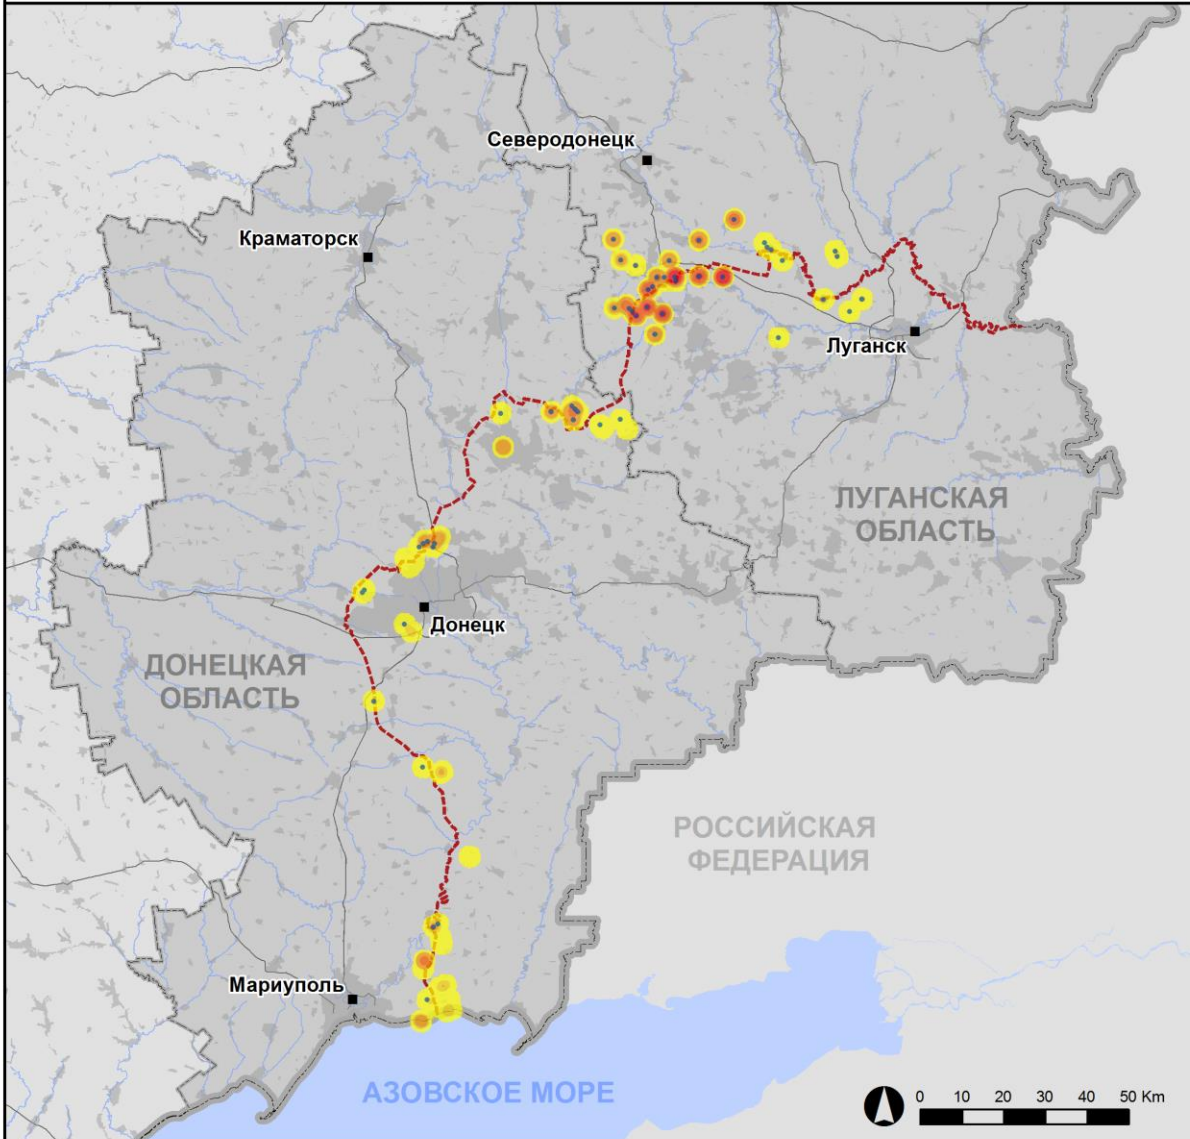 Северодонецк
Краматорск
Луганск
ЛУГАНСКАЯ
ОБЛАСТЬ
Донецк
ДОНЕЦКАЯ
ОБЛАСТЬ
РОССИЙСКАЯ
ФЕДЕРАЦИЯ
Мариуполь
АЗОВСКОЕ МОРЕ
0 10 20 30 40 50 Km